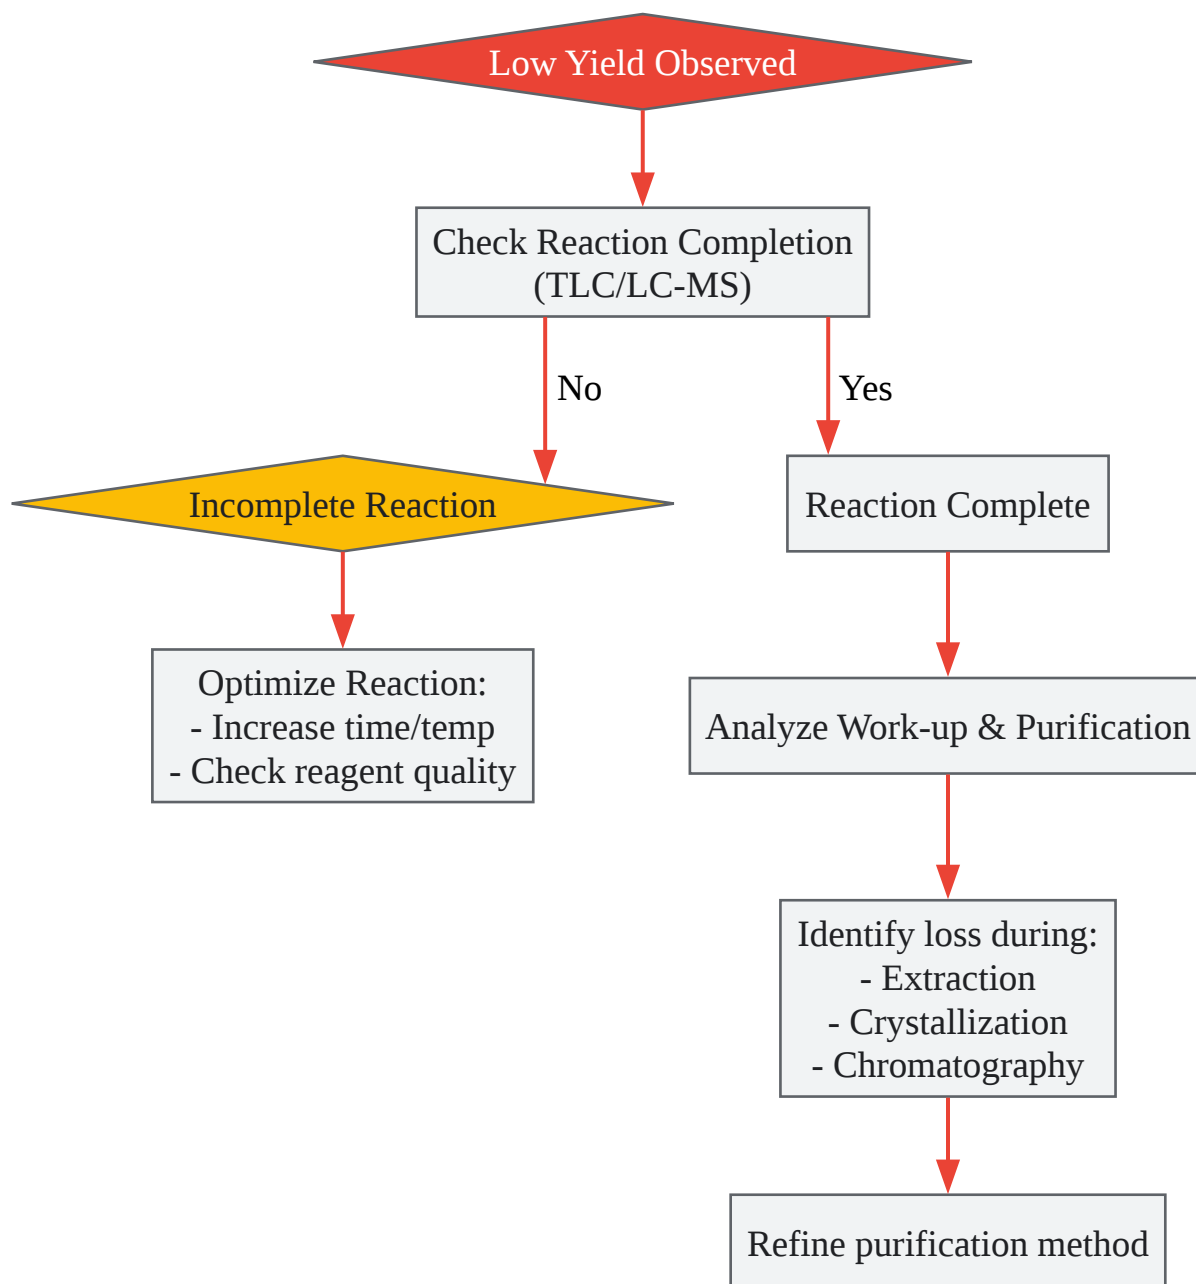 Low Yield Observed
Check Reaction Completion
(TLC/LC-MS)
No
Yes
Incomplete Reaction
Reaction Complete
Optimize Reaction:
- Increase time/temp
- Check reagent quality
Analyze Work-up & Purification
Identify loss during:
- Extraction
- Crystallization
- Chromatography
Refine purification method